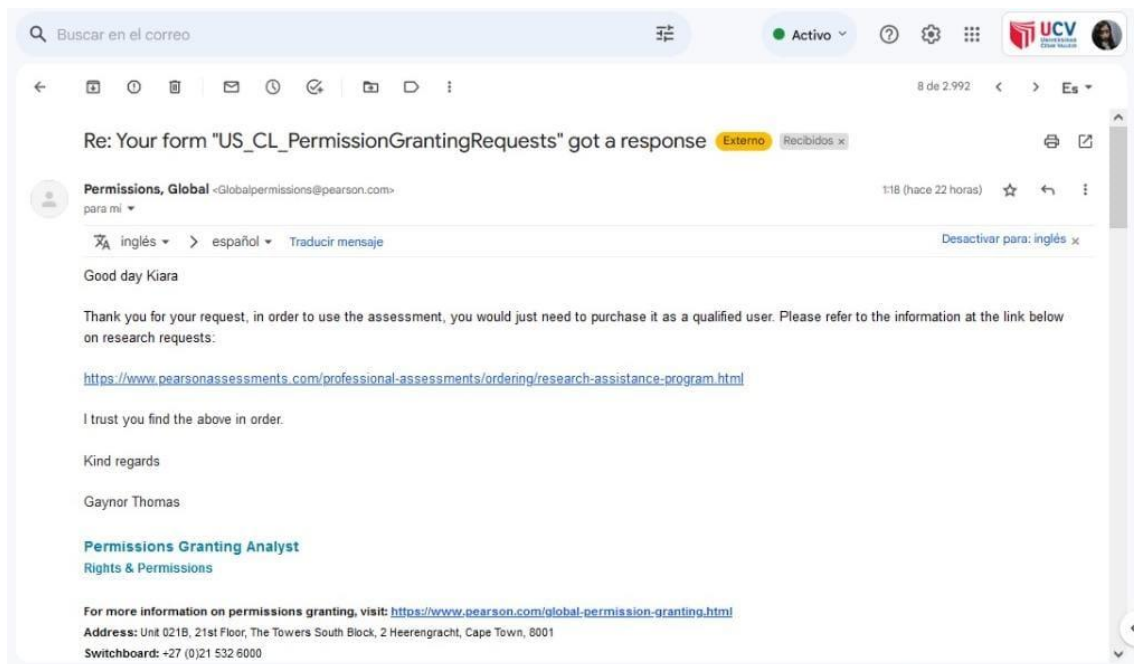 Buscar en el correo
Activo
UCV
UNIVERSIDAD
CÉSAR VALLEJO
8 de 2.992
Es
Re: Your form "US_CL_PermissionGrantingRequests" got a response Externo Recibidos x
Permissions, Global <Globalpermissions@pearson.com>
1:18 (hace 22 horas)
para mi
inglés > español Traducir mensaje
Desactivar para: inglés x
Good day Kiara
Thank you for your request, in order to use the assessment, you would just need to purchase it as a qualified user. Please refer to the information at the link below
on research requests:
https://www.pearsonassessments.com/professional-assessments/ordering/research-assistance-program.html
I trust you find the above in order.
Kind regards
Gaynor Thomas
Permissions Granting Analyst
Rights & Permissions
For more information on permissions granting, visit: https://www.pearson.com/global-permission-granting.html
Address: Unit 021B, 21st Floor, The Towers South Block, 2 Heerengracht, Cape Town, 8001
Switchboard: +27 (0)21 532 6000